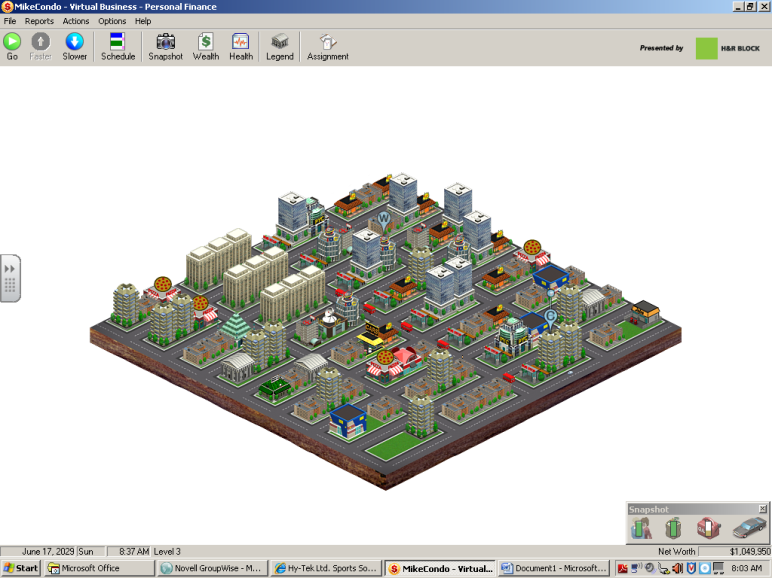 MikeCondo - Virtual Business - Personal Finance
File Reports Actions Options Help
Go Faster Slower Schedule Snapshot Wealth Health Legend Assignment
Presented by H&R BLOCK
W
CARS
C
Snapshot
June 17, 2029 Sun 8:37 AM Level 3 Net Worth $1,049,950
Start Microsoft Office Novell GroupWise - M... Hy-Tek Ltd. Sports So... MikeCondo - Virtual... Document1 - Microsoft... 8:03 AM